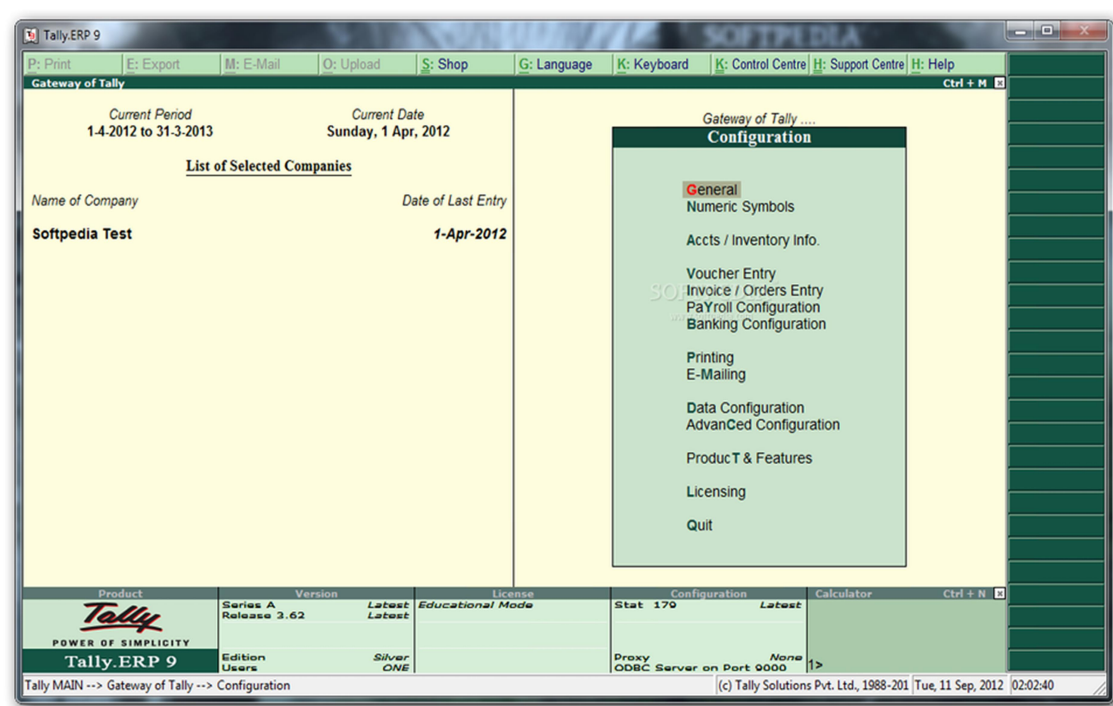 SOFTPEDIA
Tally.ERP 9
P: Print E: Export M: E-Mail O: Upload S: Shop G: Language K: Keyboard K: Control Centre H: Support Centre H: Help
Gateway of Tally Ctrl + M
Current Period Current Date
1-4-2012 to 31-3-2013 Sunday, 1 Apr, 2012
List of Selected Companies
Name of Company Date of Last Entry
Softpedia Test 1-Apr-2012
Gateway of Tally ....
Configuration
General
Numeric Symbols
Accts / Inventory Info.
Voucher Entry
Invoice / Orders Entry
PaYroll Configuration
Banking Configuration
Printing
E-Mailing
Data Configuration
AdvanCed Configuration
ProducT & Features
Licensing
Quit
Product Version License Configuration Calculator Ctrl + N
Tally
POWER OF SIMPLICITY
Tally.ERP 9
Series A Latest
Release 3.62 Latest
Edition Silver
Users ONE
Educational Mode
Stat 179 Latest
Proxy None
ODBC Server on Port 9000
1>
Tally MAIN --> Gateway of Tally --> Configuration (c) Tally Solutions Pvt. Ltd., 1988-201 Tue, 11 Sep, 2012 02:02:40